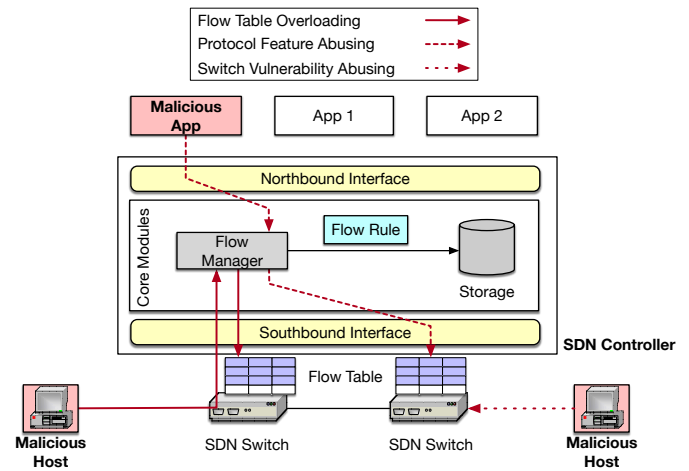 Flow Table Overloading
Protocol Feature Abusing
Switch Vulnerability Abusing
Malicious
App
App 1
App 2
Northbound Interface
Core Modules
Flow
Manager
Flow Rule
Storage
Southbound Interface
SDN Controller
Flow Table
Malicious
Host
SDN Switch
SDN Switch
Malicious
Host